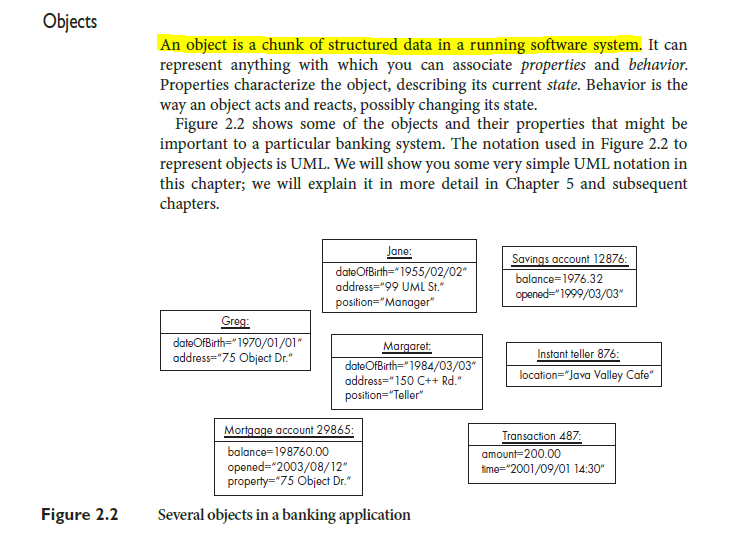 Objects
An object is a chunk of structured data in a running software system. It can
represent anything with which you can associate properties and behavior.
Properties characterize the object, describing its current state. Behavior is the
way an object acts and reacts, possibly changing its state.
Figure 2.2 shows some of the objects and their properties that might be
important to a particular banking system. The notation used in Figure 2.2 to
represent objects is UML. We will show you some very simple UML notation in
this chapter; we will explain it in more detail in Chapter 5 and subsequent
chapters.
Jane:
dateOfBirth="1955/02/02"
address="99 UML St."
position="Manager"
Savings account 12876:
balance=1976.32
opened="1999/03/03"
Greg:
dateOfBirth="1970/01/01"
address="75 Object Dr."
Margaret:
dateOfBirth="1984/03/03"
address="150 C++ Rd."
position="Teller"
Instant teller 876:
location="Java Valley Cafe"
Mortgage account 29865:
balance=198760.00
opened="2003/08/12"
property="75 Object Dr."
Transaction 487:
amount=200.00
time="2001/09/01 14:30"
Figure 2.2 Several objects in a banking application